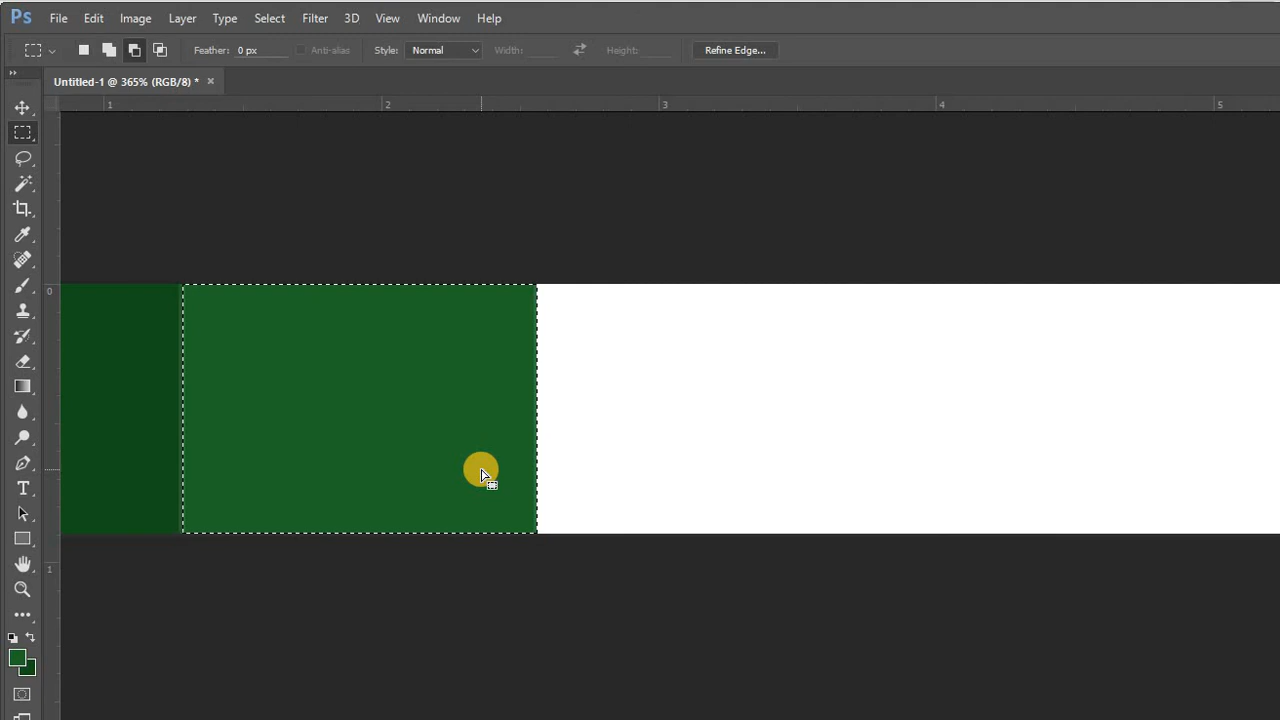 Ps File Edit Image Layer Type Select Filter 3D View Window Help
Feather: 0 px Anti-alias Style: Normal Width: Height: Refine Edge...
Untitled-1 @ 365% (RGB/8) * ×
1 2 3 4 5
0
1